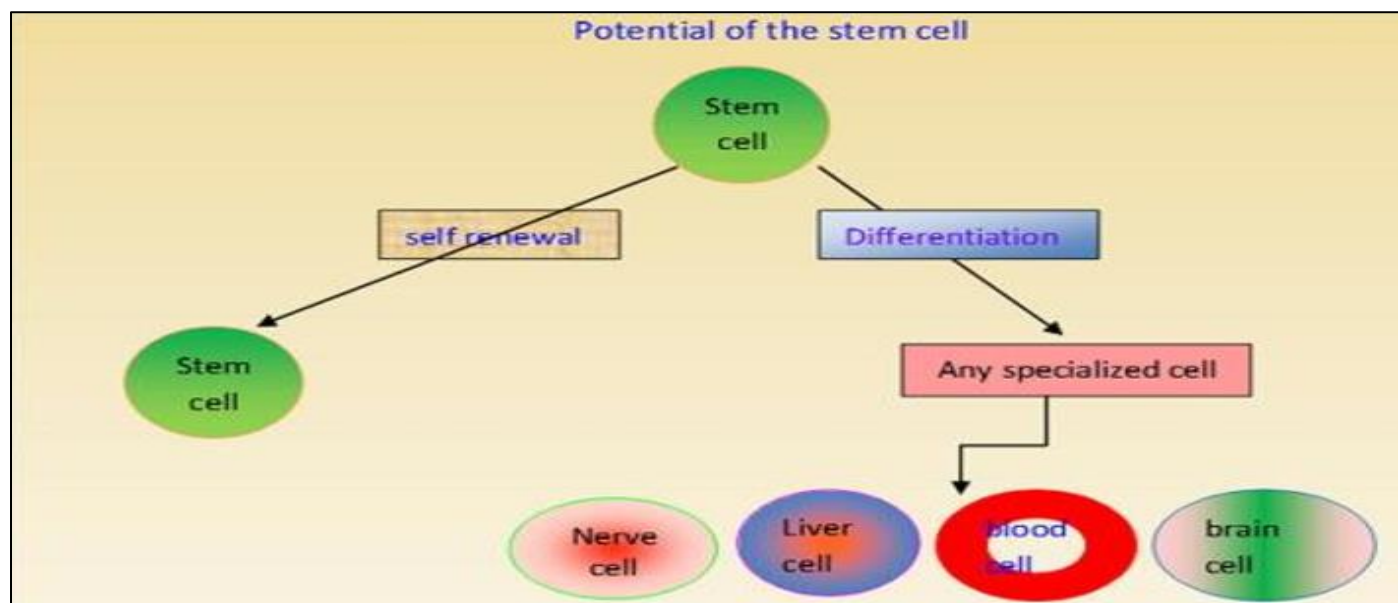 Potential of the stem cell
Stem
cell
self renewal
Differentiation
Stem
cell
Any specialized cell
Nerve
cell
Liver
cell
blood
cell
brain
cell